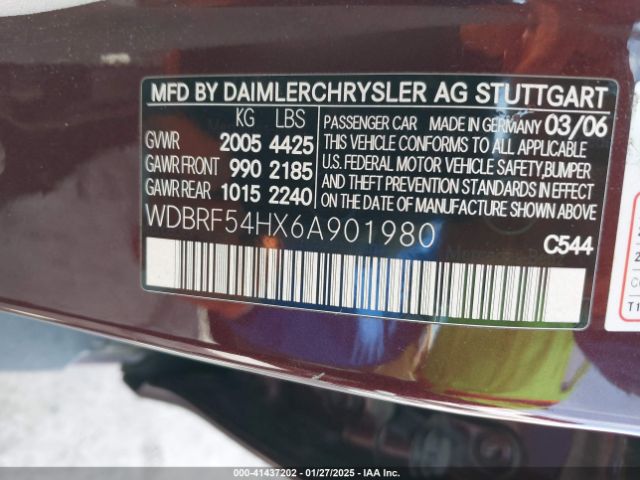 MFD BY DAIMLERCHRYSLER AG STUTTGART
KG LBS
GVWR 2005 4425
GAWR FRONT 990 2185
GAWR REAR 1015 2240
PASSENGER CAR MADE IN GERMANY 03/06
THIS VEHICLE CONFORMS TO ALL APPLICABLE
U.S. FEDERAL MOTOR VEHICLE SAFETY,BUMPER
AND THEFT PREVENTION STANDARDS IN EFFECT
ON THE DATE OF MANUFACTURE SHOWN ABOVE.
WDBRF54HX6A901980
C544
T1
000-41437202 - 01/27/2025 - IAA Inc.